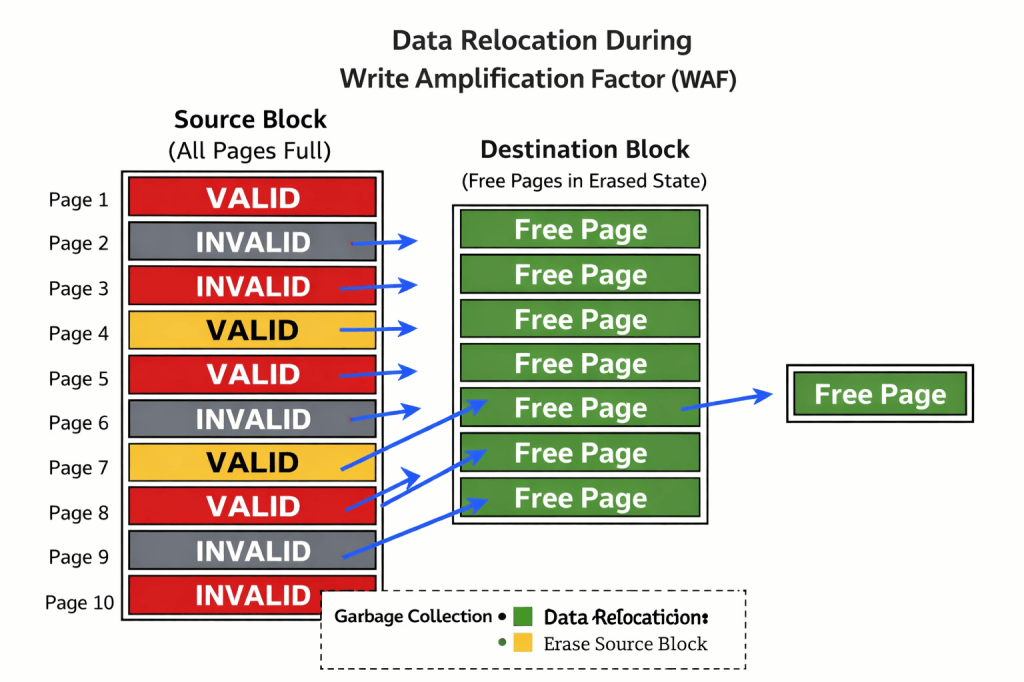 Data Relocation During
Write Amplification Factor (WAF)
Source Block
(All Pages Full)
Destination Block
(Free Pages in Erased State)
Page 1 VALID
Page 2 INVALID
Page 3 INVALID
Page 4 VALID
Page 5 VALID
Page 6 INVALID
Page 7 VALID
Page 8 VALID
Page 9 INVALID
Page 10 INVALID
Free Page
Free Page
Free Page
Free Page
Free Page
Free Page
Free Page
Free Page
Garbage Collection • Data
• Erase Source Block